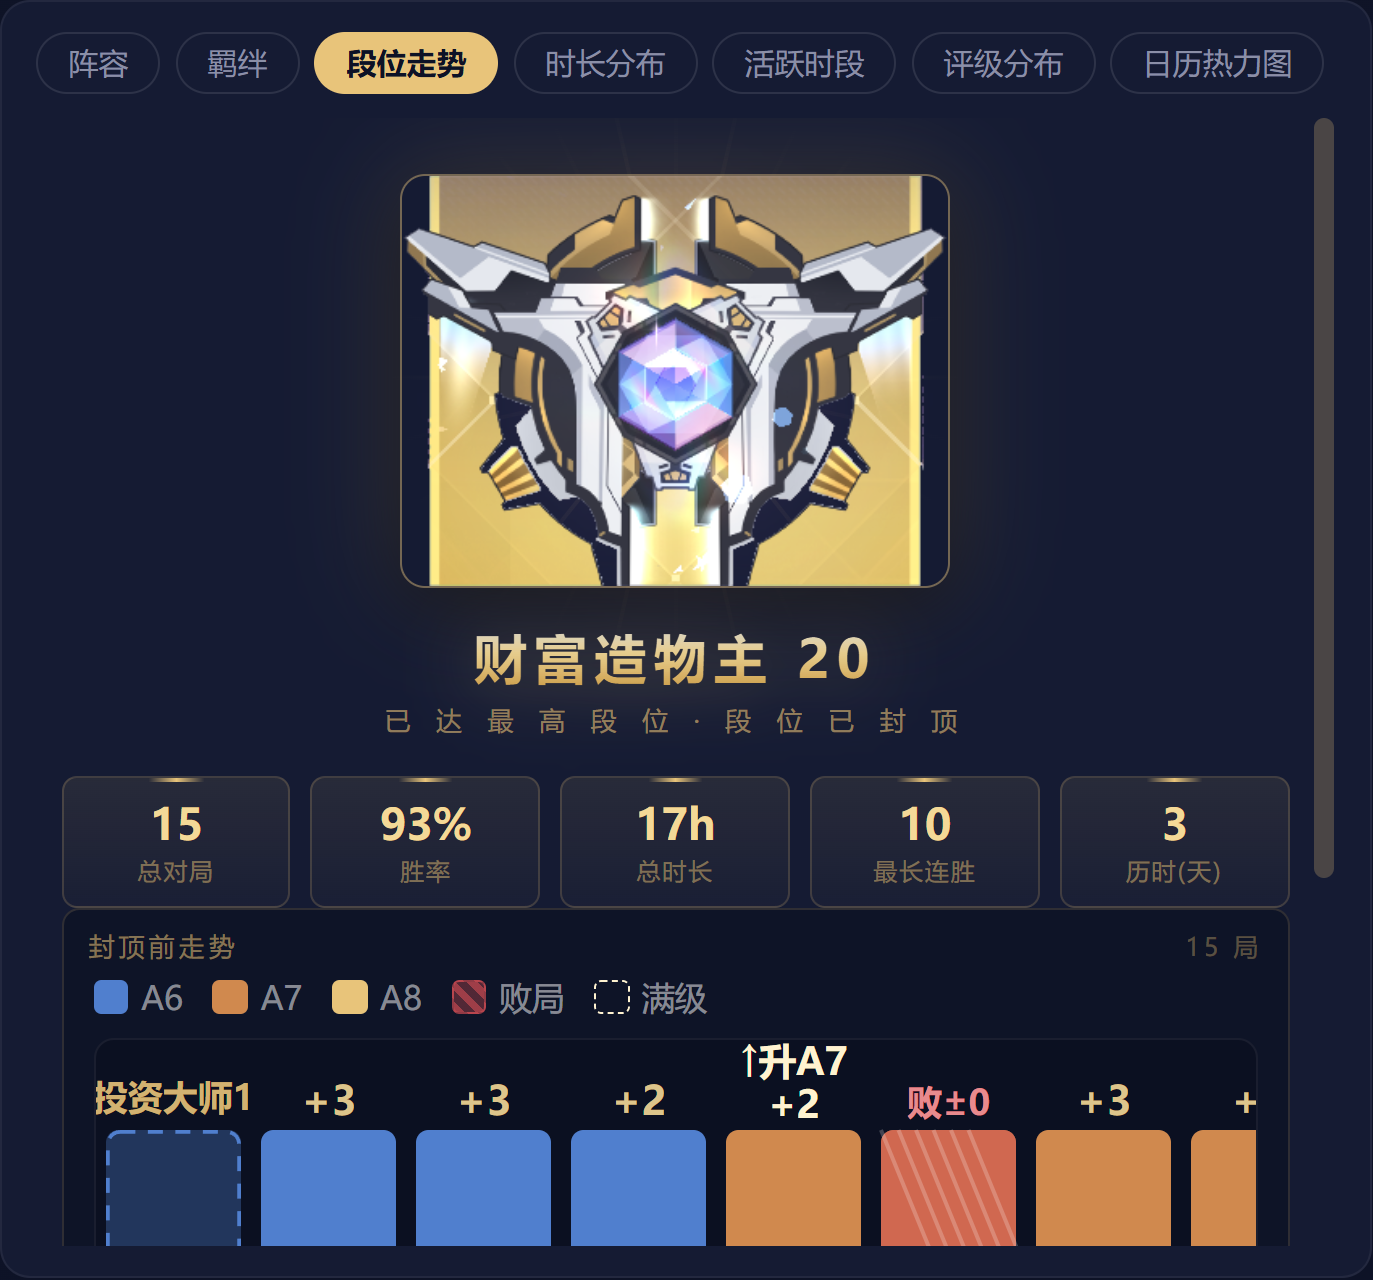 阵容 羁绊 段位走势 时长分布 活跃时段 评级分布 日历热力图
财富造物主 20
已达最高段位·段位已封顶
15 93% 17h 10 3
总对局 胜率 总时长 最长连胜 历时(天)
封顶前走势 15 局
A6 A7 A8 败局 满级
↑升A7
投资大师1 +3 +3 +2 +2 败±0 +3 +